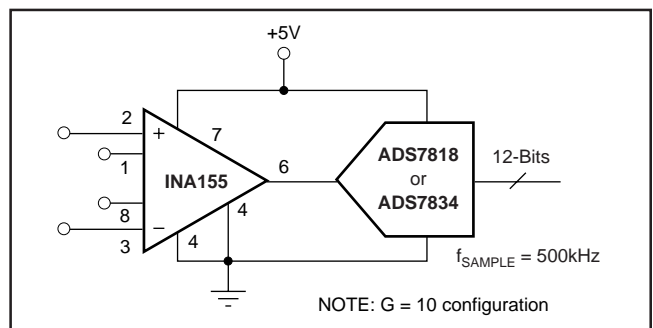 +5V
2
+
7
1
INA155
6
8
−
3
4
4
ADS7818
or
ADS7834
12-Bits
fSAMPLE = 500kHz
NOTE: G = 10 configuration